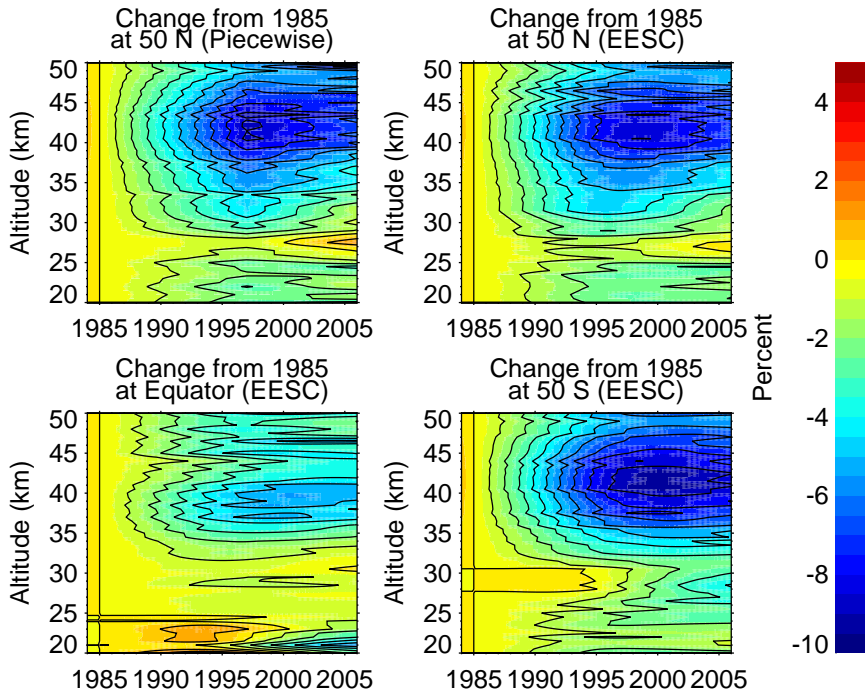 Change from 1985
at 50 N (Piecewise)
Change from 1985
at 50 N (EESC)
50
45
40
35
30
25
20
Altitude (km)
1985 1990 1995 2000 2005
50
45
40
35
30
25
20
Altitude (km)
1985 1990 1995 2000 2005
Change from 1985
at Equator (EESC)
Change from 1985
at 50 S (EESC)
50
45
40
35
30
25
20
Altitude (km)
1985 1990 1995 2000 2005
50
45
40
35
30
25
20
Altitude (km)
1985 1990 1995 2000 2005
Percent
4
2
0
-2
-4
-6
-8
-10